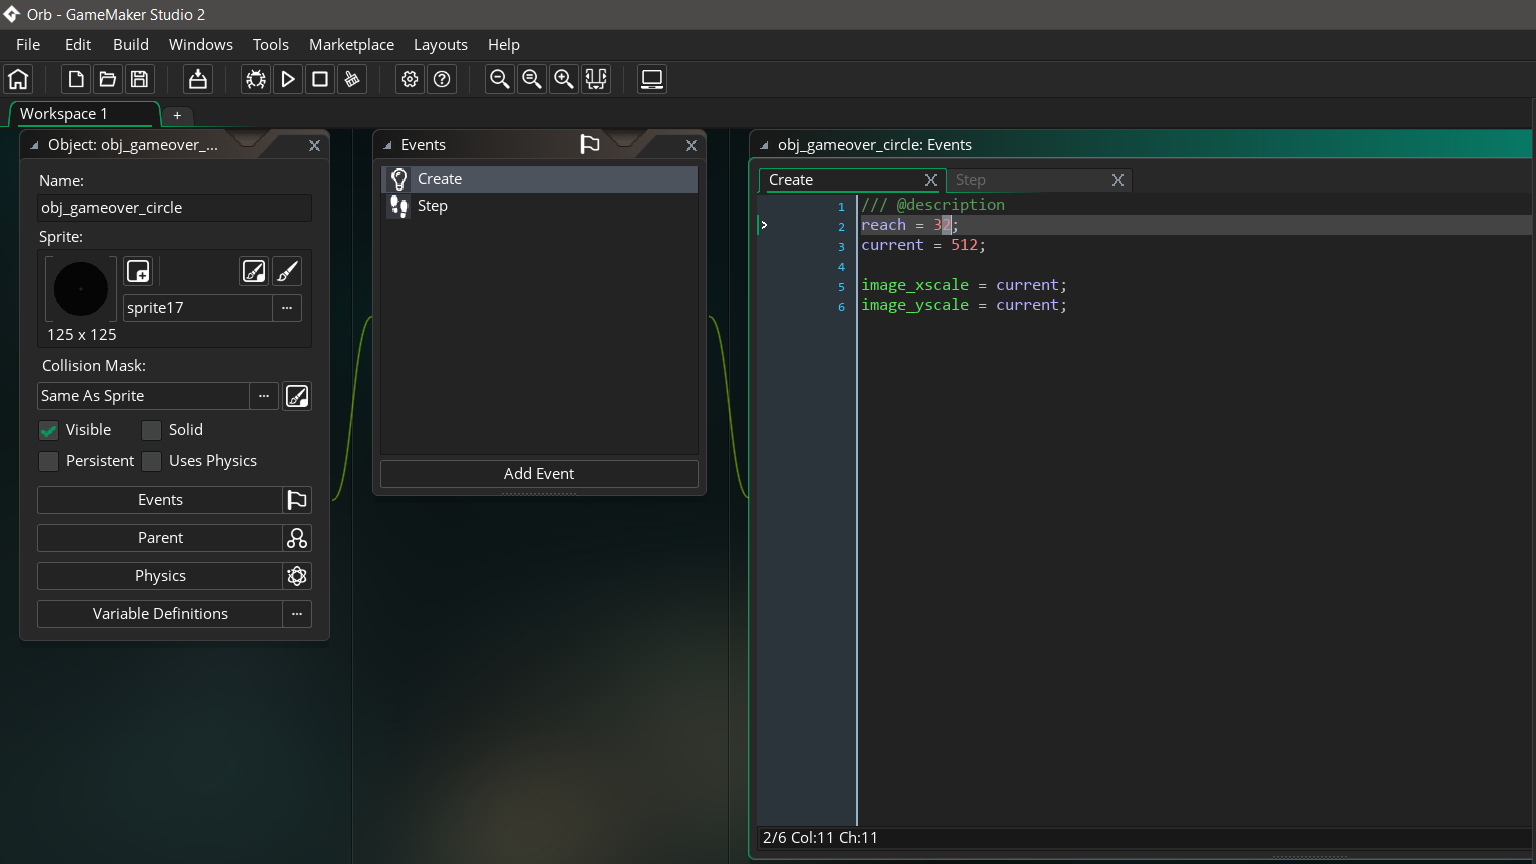 Orb - GameMaker Studio 2
File Edit Build Windows Tools Marketplace Layouts Help
Workspace 1 +
Object: obj_gameover_...
Name:
obj_gameover_circle
Sprite:
sprite17 ...
125 x 125
Collision Mask:
Same As Sprite ...
Visible Solid
Persistent Uses Physics
Events
Parent
Physics
Variable Definitions ...
Events
Create
Step
Add Event
obj_gameover_circle: Events
Create Step
1 /// @description
2 reach = 32;
3 current = 512;
4
5 image_xscale = current;
6 image_yscale = current;
2/6 Col:11 Ch:11